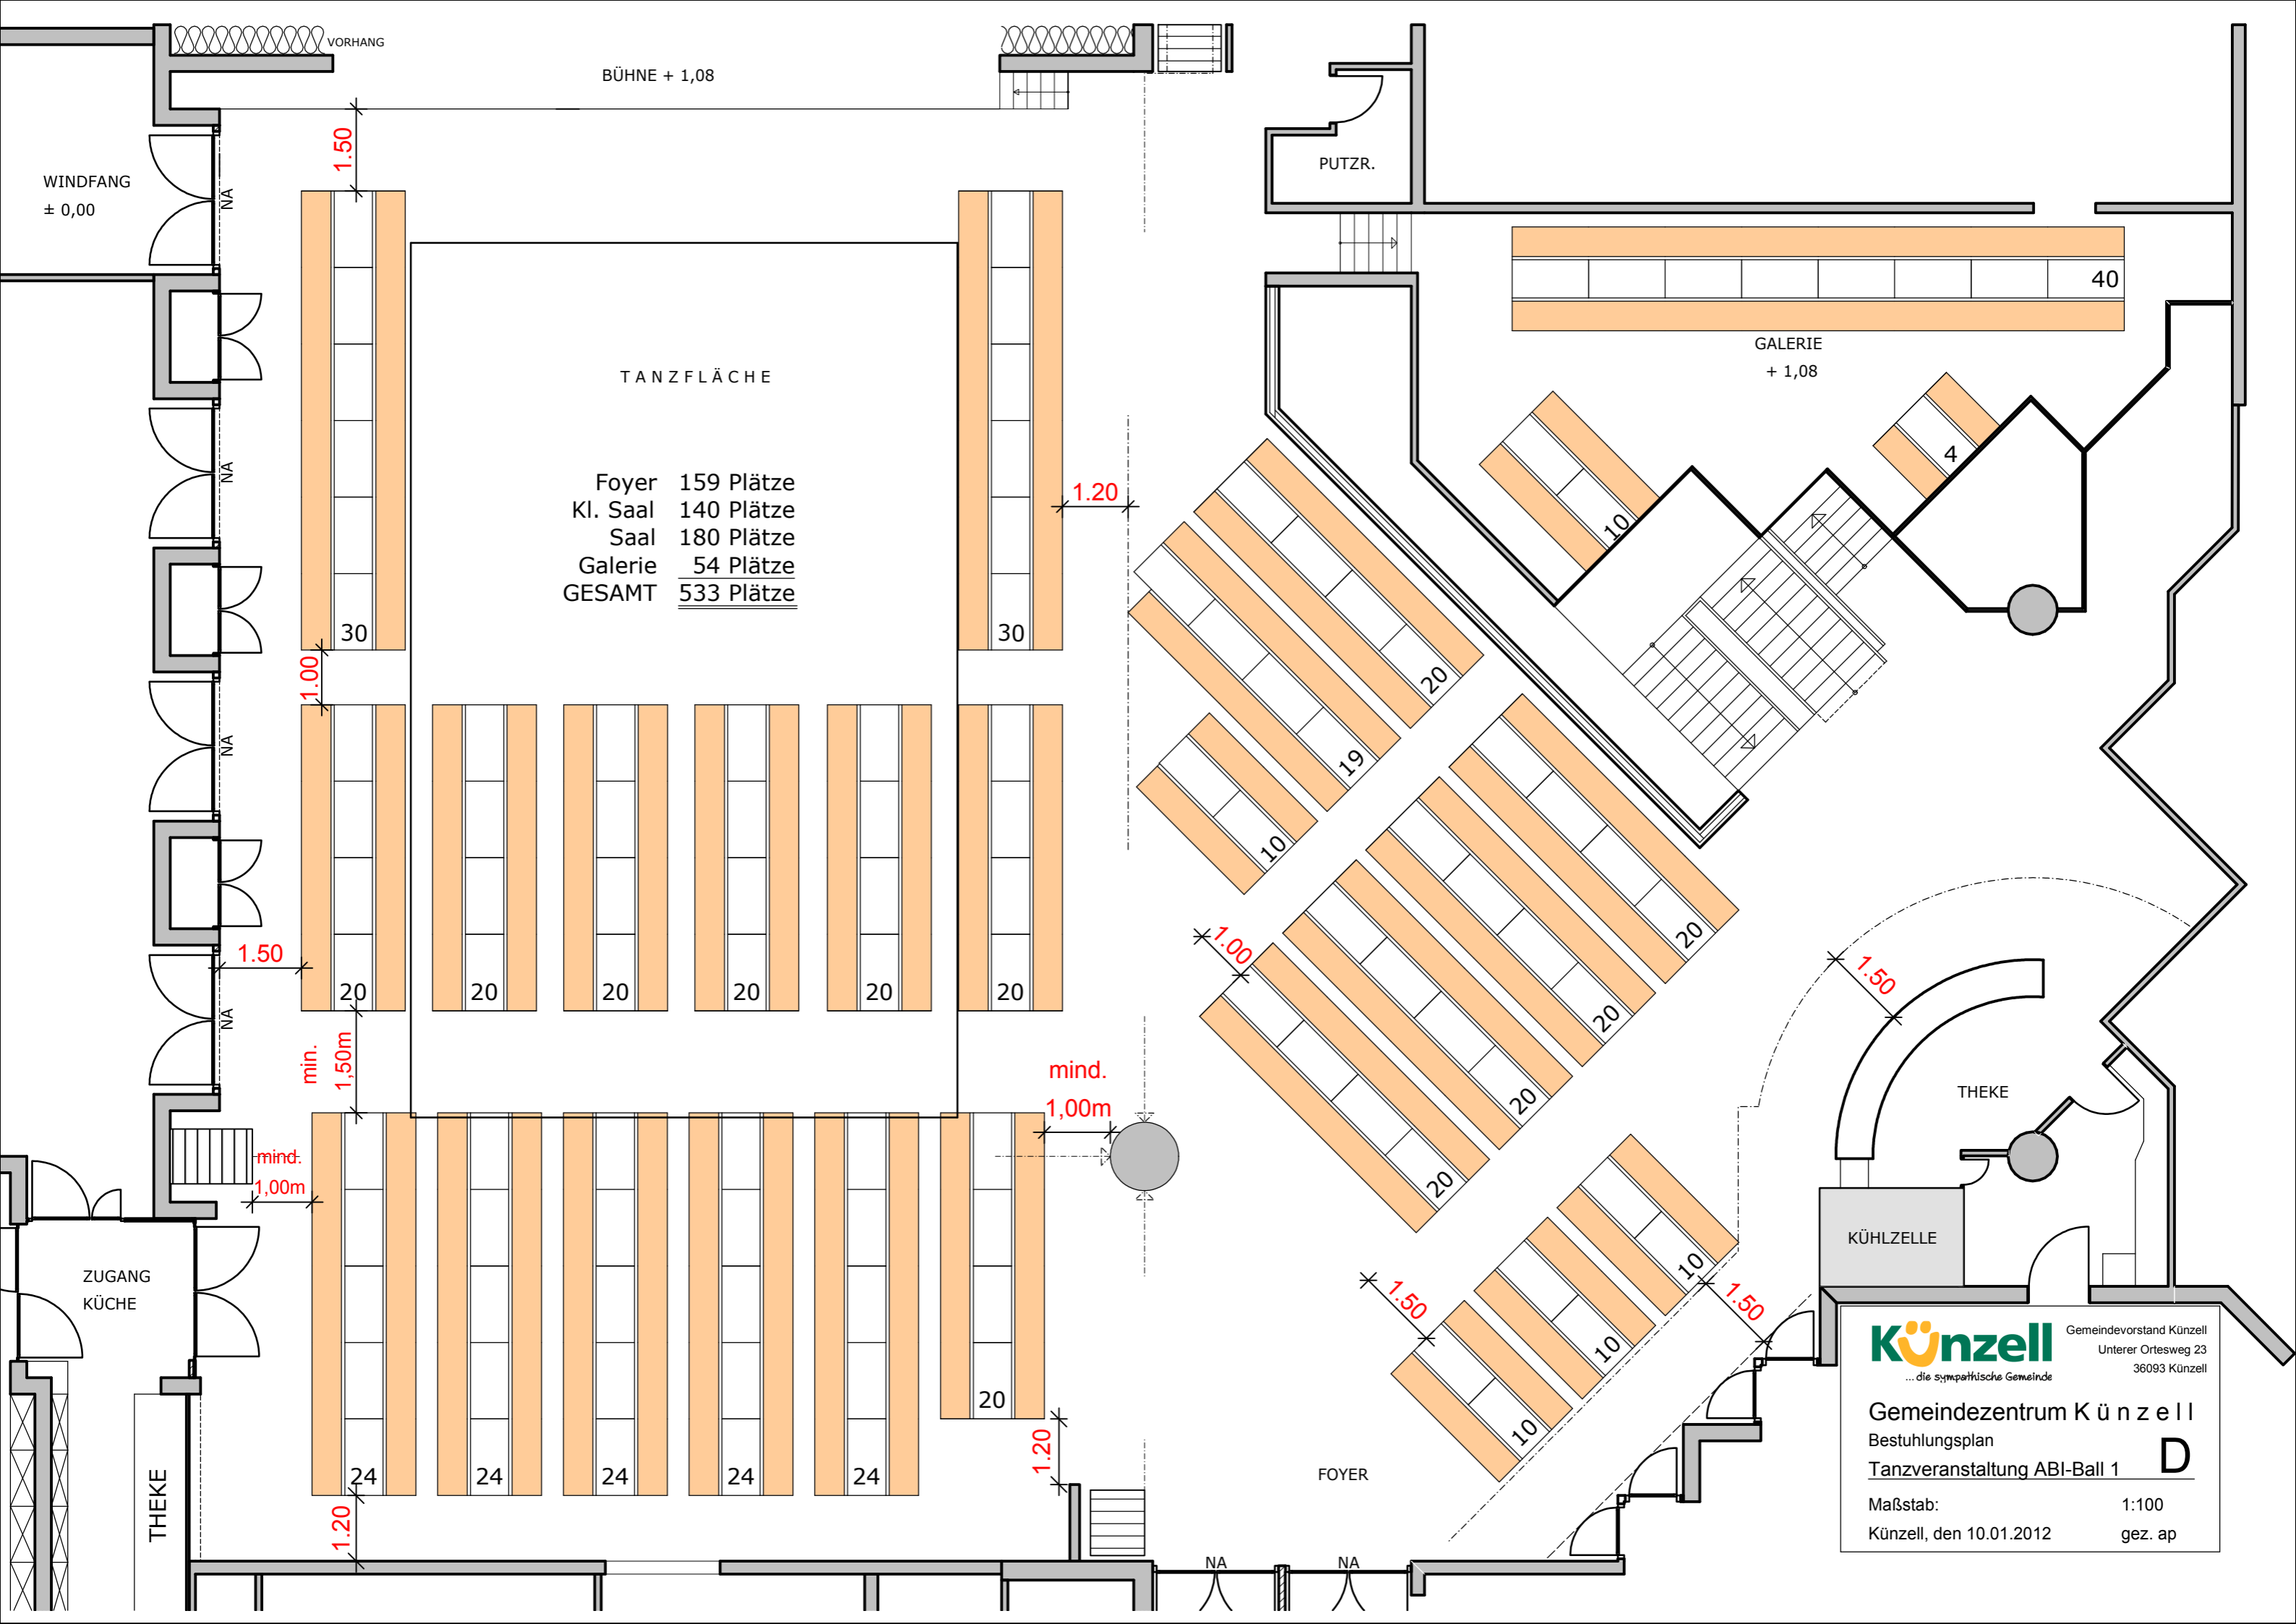 VORHANG
BÜHNE + 1,08
1.50
WINDFANG
± 0,00
NA
PUTZR.
40
GALERIE
+ 1,08
TANZFLÄCHE
Foyer 159 Plätze
Kl. Saal 140 Plätze
Saal 180 Plätze
Galerie 54 Plätze
GESAMT 533 Plätze
NA
1.20
4
10
30
30
1.00
20
19
10
NA
1.50
20
20
20
20
20
20
1.00
20
20
20
20
NA
min.
1,50m
mind.
1,00m
1.50
THEKE
mind.
1,00m
KÜHLZELLE
ZUGANG
KÜCHE
10
10
10
1.50
1.50
20
1.20
24
24
24
24
24
1.20
THEKE
FOYER
NA
NA
Künzell
... die sympathische Gemeinde
Gemeindevorstand Künzell
Unterer Ortesweg 23
36093 Künzell
Gemeindezentrum Künzell
Bestuhlungsplan
Tanzveranstaltung ABI-Ball 1 D
Maßstab: 1:100
Künzell, den 10.01.2012 gez. ap